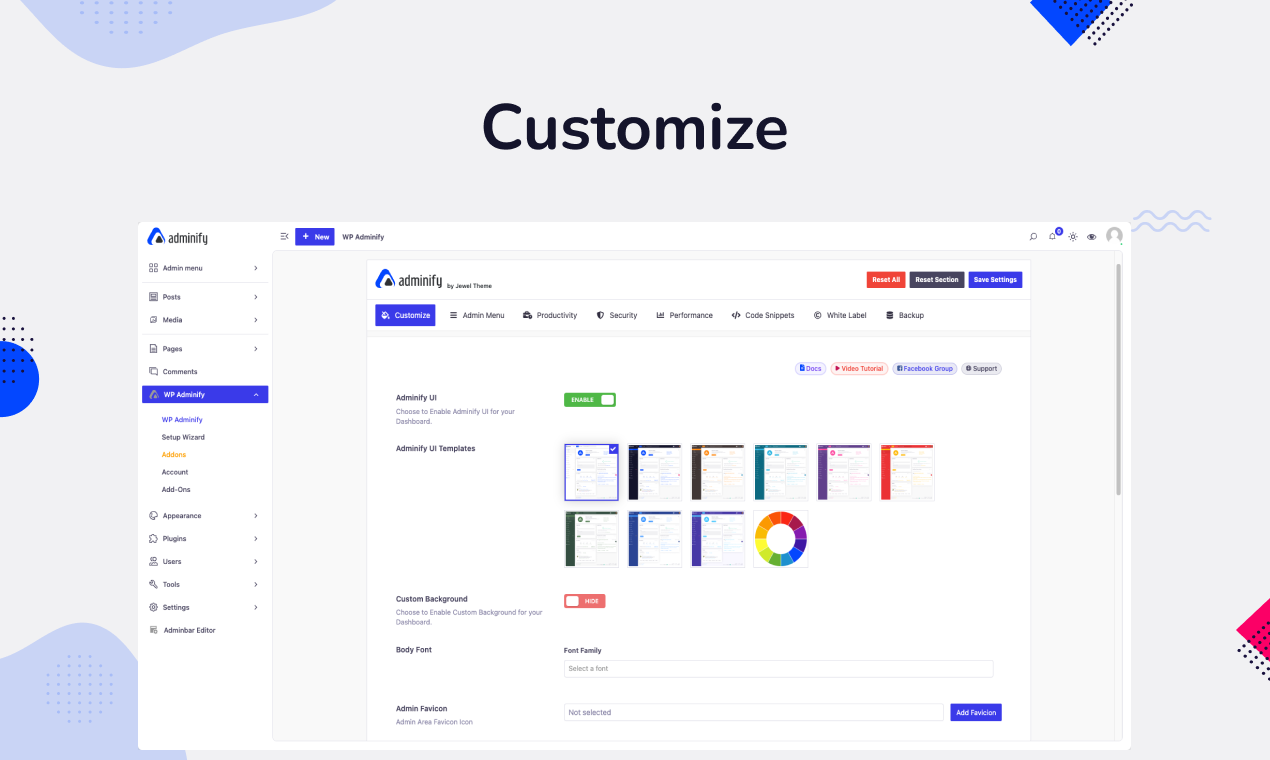 Customize
adminify
New
WP Adminify
0
Admin menu
Posts
Media
Pages
Comments
WP Adminify
WP Adminify
Setup Wizard
Addons
Account
Add-Ons
Appearance
Plugins
Users
Tools
Settings
Adminbar Editor
adminify by Jewel Theme
Reset All
Reset Section
Save Settings
Customize
Admin Menu
Productivity
Security
Performance
Code Snippets
White Label
Backup
Docs
Video Tutorial
Facebook Group
Support
Adminify UI
Choose to Enable Adminify UI for your
Dashboard.
ENABLE
Adminify UI Templates
Custom Background
Choose to Enable Custom Background for your
Dashboard.
HIDE
Body Font
Font Family
Select a font
Admin Favicon
Admin Area Favicon Icon
Not selected
Add Favicion